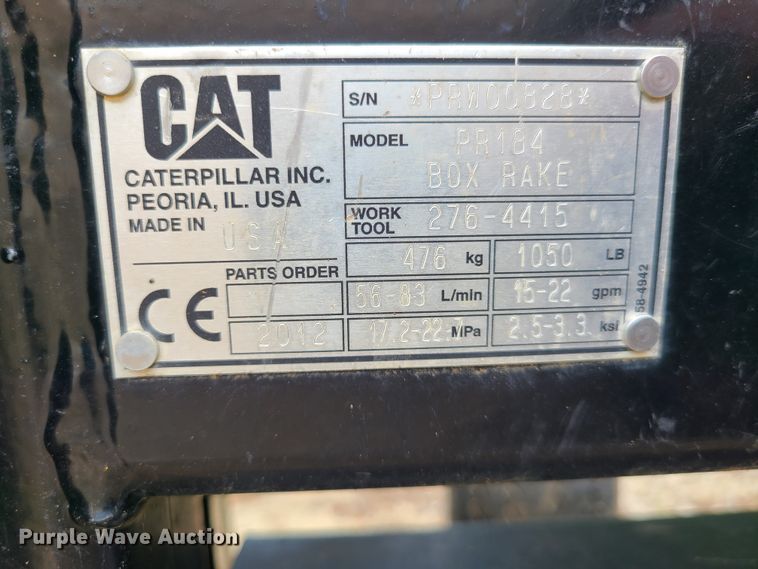 CAT
CATERPILLAR INC.
PEORIA, IL. USA
MADE IN USA
S/N *PRW00828*
MODEL PR184
BOX RAKE
WORK TOOL 276-4415
476 kg 1050 LB
PARTS ORDER
56-83 L/min 15-22 gpm
CE 2012 17.2-22.7 MPa 2.5-3.3 ksi
58-4942
Purple Wave Auction